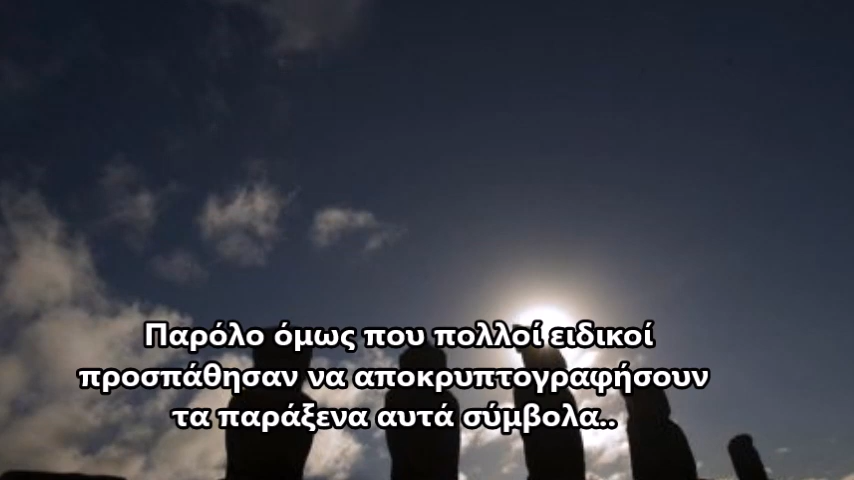 Παρόλο όμως που πολλοί ειδικοί
προσπάθησαν να αποκρυπτογραφήσουν
τα παράξενα αυτά σύμβολα..